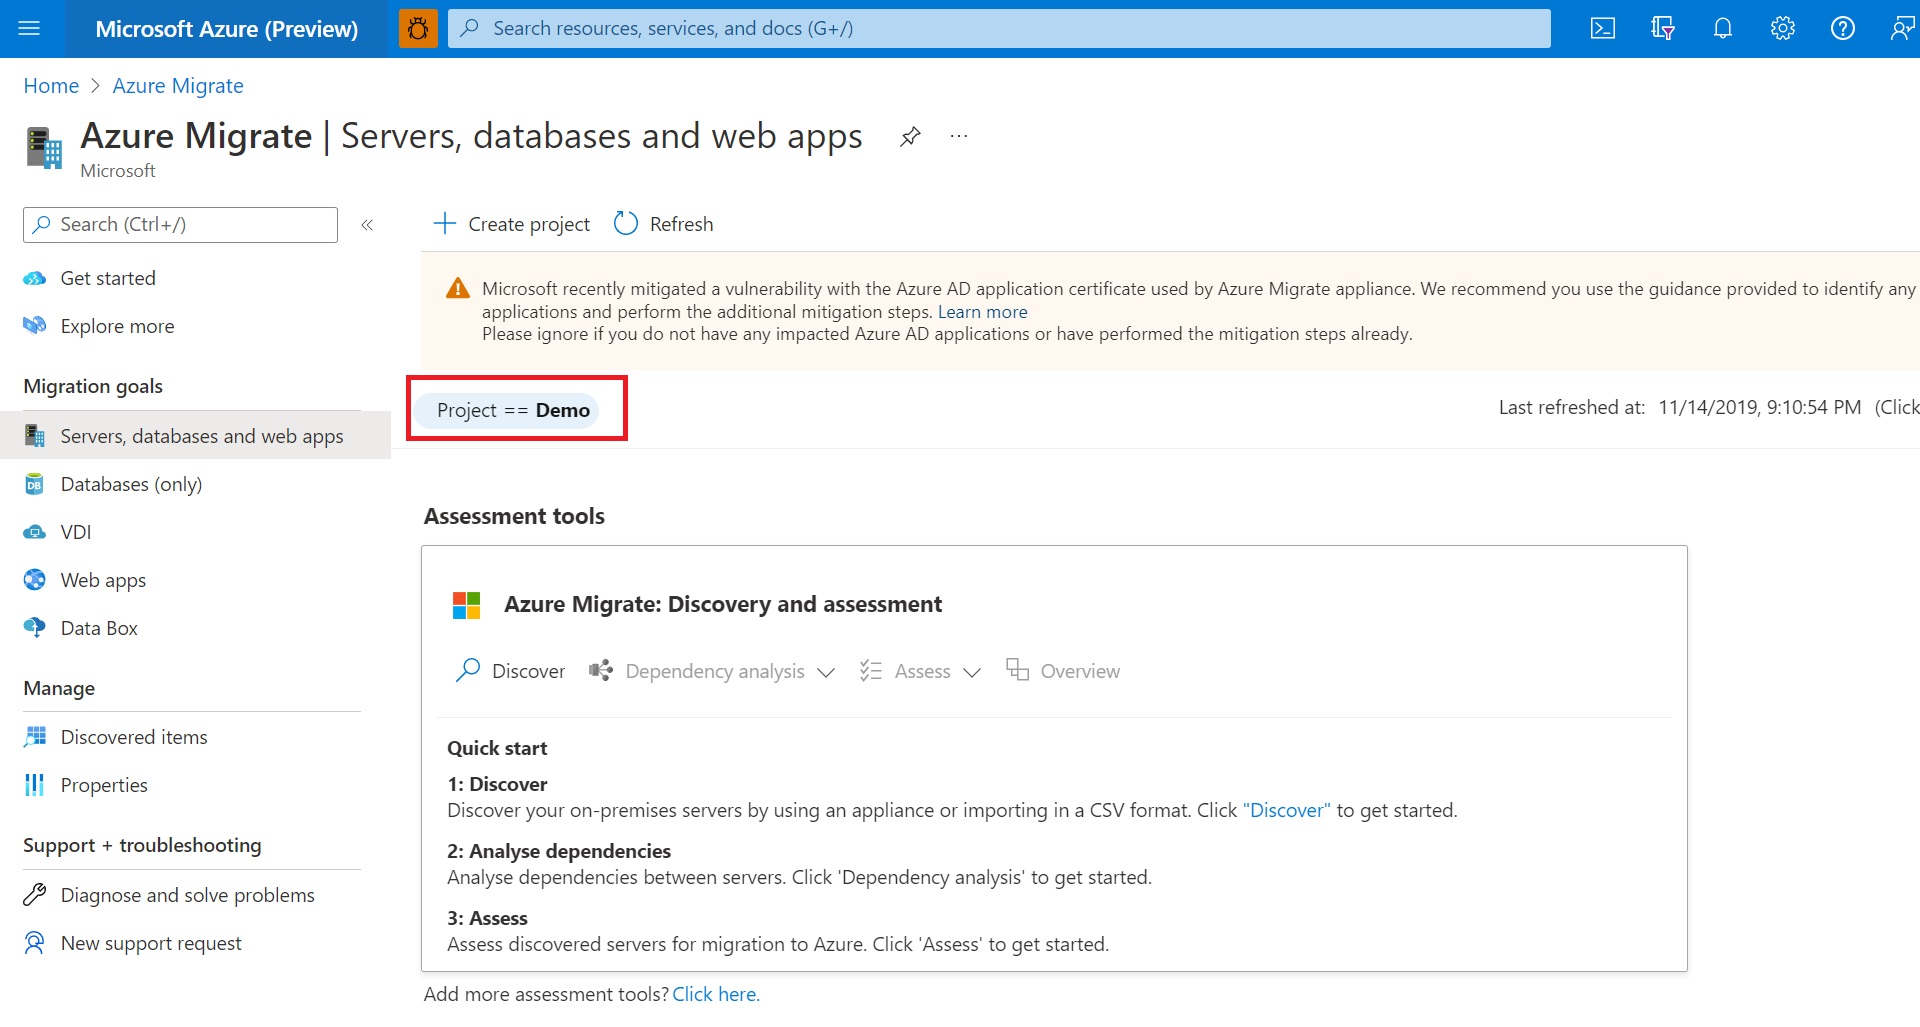 Microsoft Azure (Preview)
Search resources, services, and docs (G+/)
Home > Azure Migrate
Azure Migrate | Servers, databases and web apps
Microsoft
Search (Ctrl+/)
Get started
Explore more
Migration goals
Servers, databases and web apps
Databases (only)
VDI
Web apps
Data Box
Manage
Discovered items
Properties
Support + troubleshooting
Diagnose and solve problems
New support request
Create project
Refresh
Microsoft recently mitigated a vulnerability with the Azure AD application certificate used by Azure Migrate appliance. We recommend you use the guidance provided to identify any
applications and perform the additional mitigation steps. Learn more
Please ignore if you do not have any impacted Azure AD applications or have performed the mitigation steps already.
Project == Demo
Last refreshed at: 11/14/2019, 9:10:54 PM (Click
Assessment tools
Azure Migrate: Discovery and assessment
Discover
Dependency analysis
Assess
Overview
Quick start
1: Discover
Discover your on-premises servers by using an appliance or importing in a CSV format. Click "Discover" to get started.
2: Analyse dependencies
Analyse dependencies between servers. Click 'Dependency analysis' to get started.
3: Assess
Assess discovered servers for migration to Azure. Click 'Assess' to get started.
Add more assessment tools? Click here.